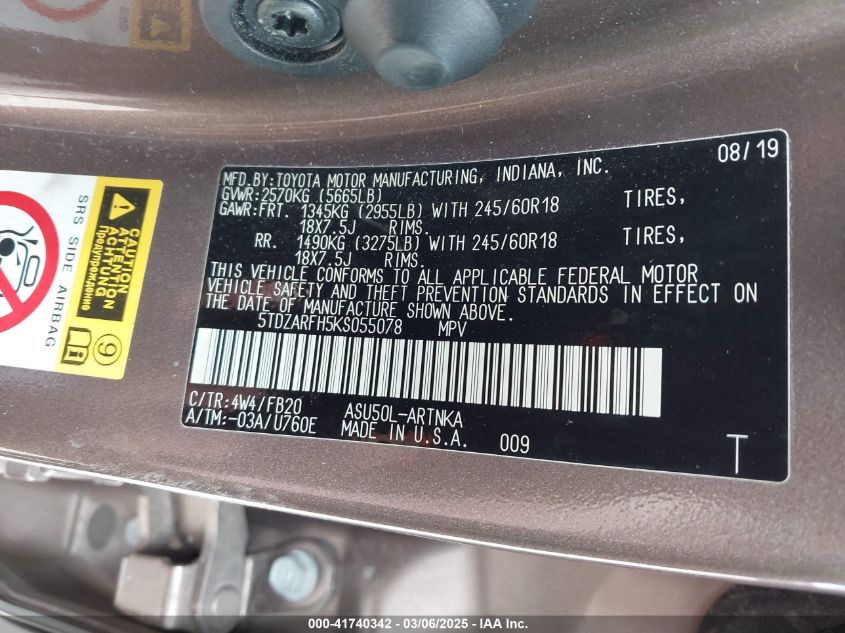 08/19
MFD.BY:TOYOTA MOTOR MANUFACTURING, INDIANA, INC.
GVWR:2570KG (5665LB)
GAWR:FRT. 1345KG (2955LB) WITH 245/60R18 TIRES,
18X7.5J RIMS.
RR. 1490KG (3275LB) WITH 245/60R18 TIRES,
18X7.5J RIMS.
THIS VEHICLE CONFORMS TO ALL APPLICABLE FEDERAL MOTOR
VEHICLE SAFETY AND THEFT PREVENTION STANDARDS IN EFFECT ON
THE DATE OF MANUFACTURE SHOWN ABOVE.
5TDZARFH5KS055078 MPV
C/TR:4W4/FB20 ASU50L-ARTNKA
A/TM:-03A/U760E MADE IN U.S.A. 009
T
SRS SIDE AIRBAG
CAUTION
ACHTUNG
ATTENTION
Предупреждение
9
000-41740342 - 03/06/2025 - IAA Inc.